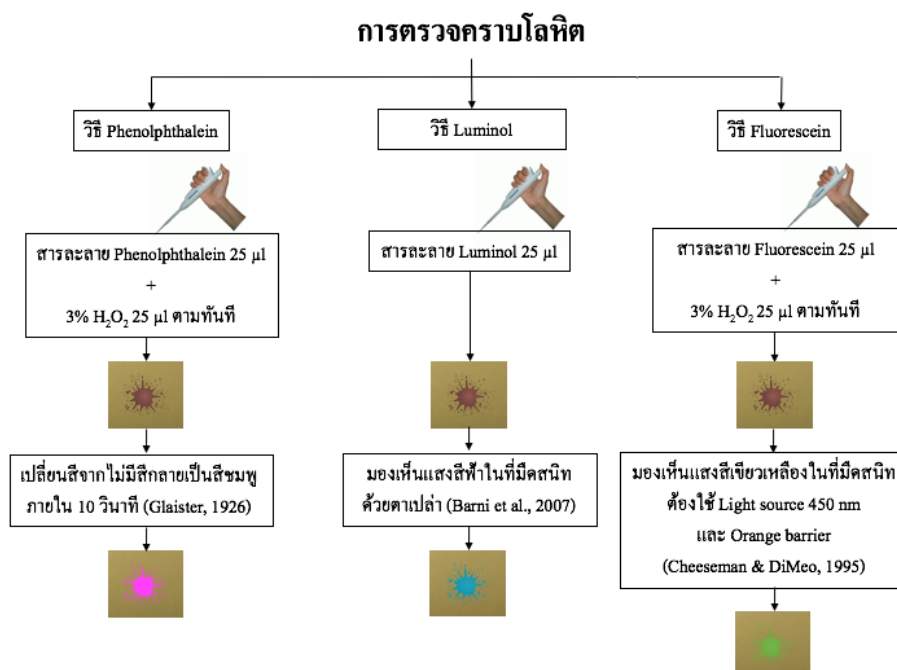 การตรวจคราบโลหิต
วิธี Phenolphthalein
วิธี Luminol
วิธี Fluorescein
สารละลาย Phenolphthalein 25 µl
+
3% H₂O₂ 25 µl ตามทันที
สารละลาย Luminol 25 µl
สารละลาย Fluorescein 25 µl
+
3% H₂O₂ 25 µl ตามทันที
เปลี่ยนสีจากไม่มีสีกลายเป็นสีชมพู
ภายใน 10 วินาที (Glaister, 1926)
มองเห็นแสงสีฟ้าในที่มืดสนิท
ด้วยตาเปล่า (Barni et al., 2007)
มองเห็นแสงสีเขียวเหลืองในที่มืดสนิท
ต้องใช้ Light source 450 nm
และ Orange barrier
(Cheeseman & DiMeo, 1995)